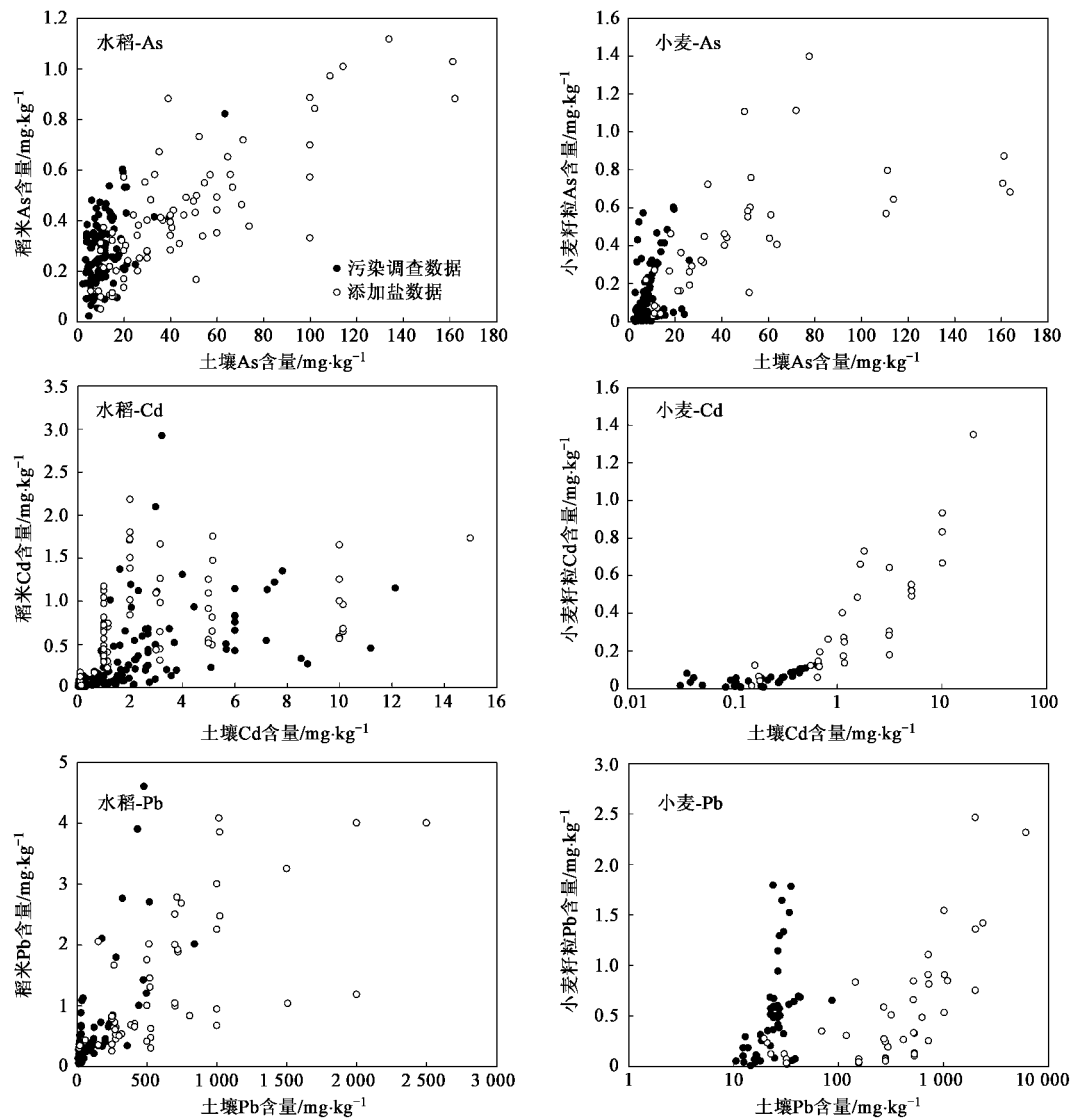 水稻-As
稻米As含量/mg·kg⁻¹
1.2
1.0
0.8
0.6
0.4
0.2
0
● 污染调查数据
○ 添加盐数据
0 20 40 60 80 100 120 140 160 180
土壤As含量/mg·kg⁻¹
小麦-As
小麦籽粒As含量/mg·kg⁻¹
1.6
1.4
1.2
1.0
0.8
0.6
0.4
0.2
0
0 20 40 60 80 100 120 140 160 180
土壤As含量/mg·kg⁻¹
水稻-Cd
稻米Cd含量/mg·kg⁻¹
3.5
3.0
2.5
2.0
1.5
1.0
0.5
0
0 2 4 6 8 10 12 14 16
土壤Cd含量/mg·kg⁻¹
小麦-Cd
小麦籽粒Cd含量/mg·kg⁻¹
1.6
1.4
1.2
1.0
0.8
0.6
0.4
0.2
0
0.01 0.1 1 10 100
土壤Cd含量/mg·kg⁻¹
水稻-Pb
稻米Pb含量/mg·kg⁻¹
5
4
3
2
1
0
0 500 1 000 1 500 2 000 2 500 3 000
土壤Pb含量/mg·kg⁻¹
小麦-Pb
小麦籽粒Pb含量/mg·kg⁻¹
3.0
2.5
2.0
1.5
1.0
0.5
0
1 10 100 1 000 10 000
土壤Pb含量/mg·kg⁻¹